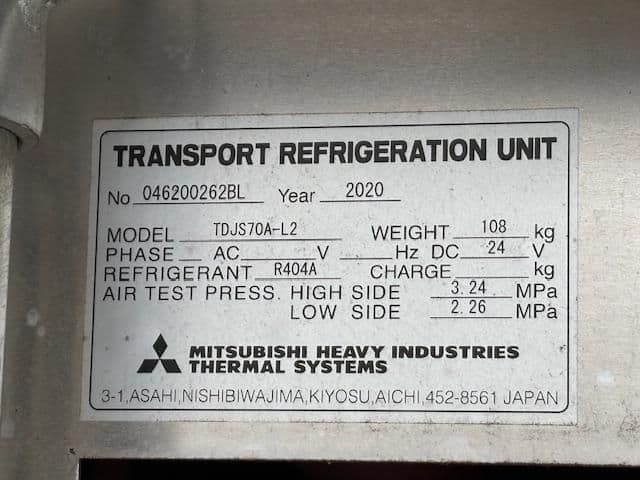 TRANSPORT REFRIGERATION UNIT
No 046200262BL Year 2020
MODEL TDJS70A-L2 WEIGHT 108 kg
PHASE AC V Hz DC 24 V
REFRIGERANT R404A CHARGE kg
AIR TEST PRESS. HIGH SIDE 3.24 MPa
LOW SIDE 2.26 MPa
MITSUBISHI HEAVY INDUSTRIES
THERMAL SYSTEMS
3-1,ASAHI,NISHIBIWAJIMA,KIYOSU,AICHI,452-8561 JAPAN